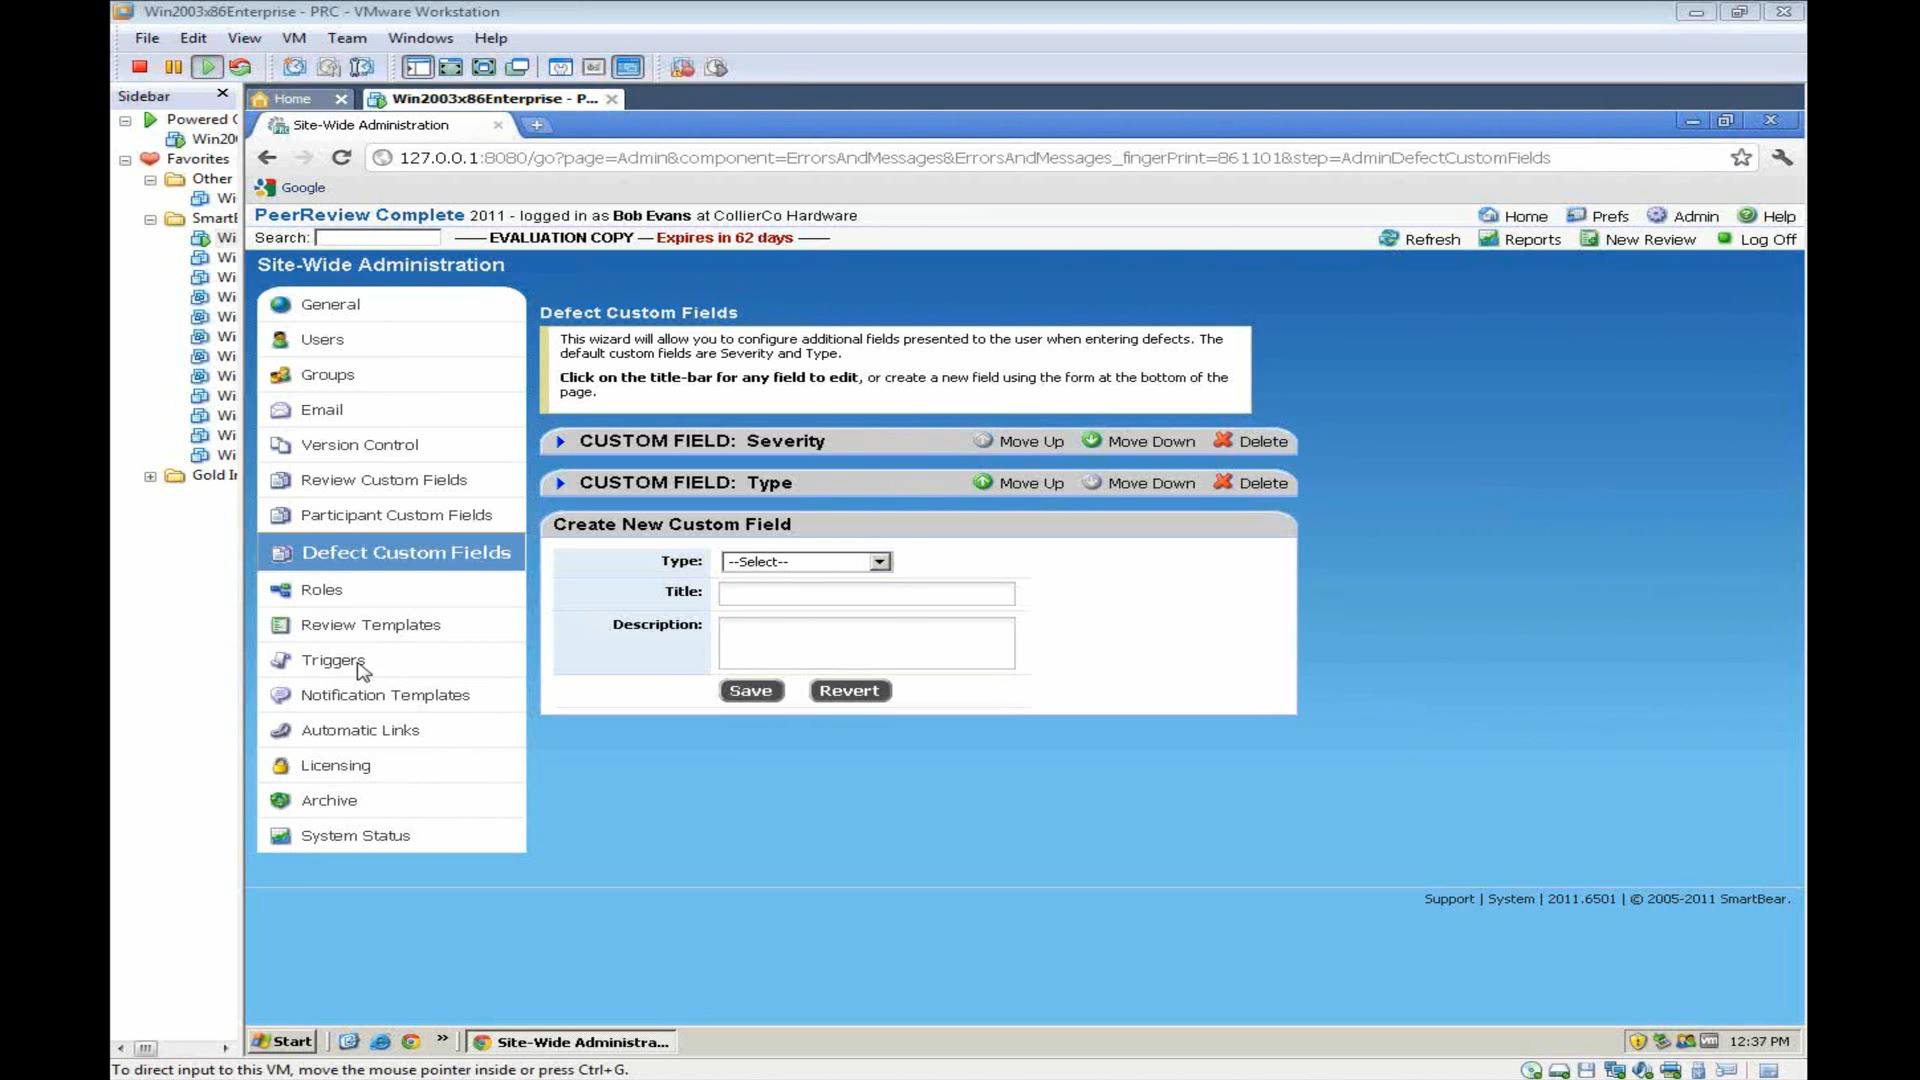 Win2003x86Enterprise - PRC - VMware Workstation
File Edit View VM Team Windows Help
Sidebar
Home
Win2003x86Enterprise - P...
Powered
Win20
Favorites
Other
Wi
Wi
Wi
Wi
Wi
Wi
Wi
Wi
Wi
Wi
Wi
Wi
Wi
Site-Wide Administration
127.0.0.1:8080/go?page=Admin&component=ErrorsAndMessages&ErrorsAndMessages_fingerPrint=861101&step=AdminDefectCustomFields
Google
PeerReview Complete 2011 - logged in as Bob Evans at CollierCo Hardware
Home Prefs Admin Help
Search: EVALUATION COPY — Expires in 62 days
Refresh Reports New Review Log Off
Site-Wide Administration
General
Users
Groups
Email
Version Control
Review Custom Fields
Participant Custom Fields
Defect Custom Fields
Roles
Review Templates
Triggers
Notification Templates
Automatic Links
Licensing
Archive
System Status
Defect Custom Fields
This wizard will allow you to configure additional fields presented to the user when entering defects. The
default custom fields are Severity and Type.
Click on the title-bar for any field to edit, or create a new field using the form at the bottom of the
page.
CUSTOM FIELD: Severity Move Up Move Down Delete
CUSTOM FIELD: Type Move Up Move Down Delete
Create New Custom Field
Type: --Select--
Title:
Description:
Save Revert
Support | System | 2011.6501 | © 2005-2011 SmartBear.
Start
Site-Wide Administra...
12:37 PM
To direct input to this VM, move the mouse pointer inside or press Ctrl+G.